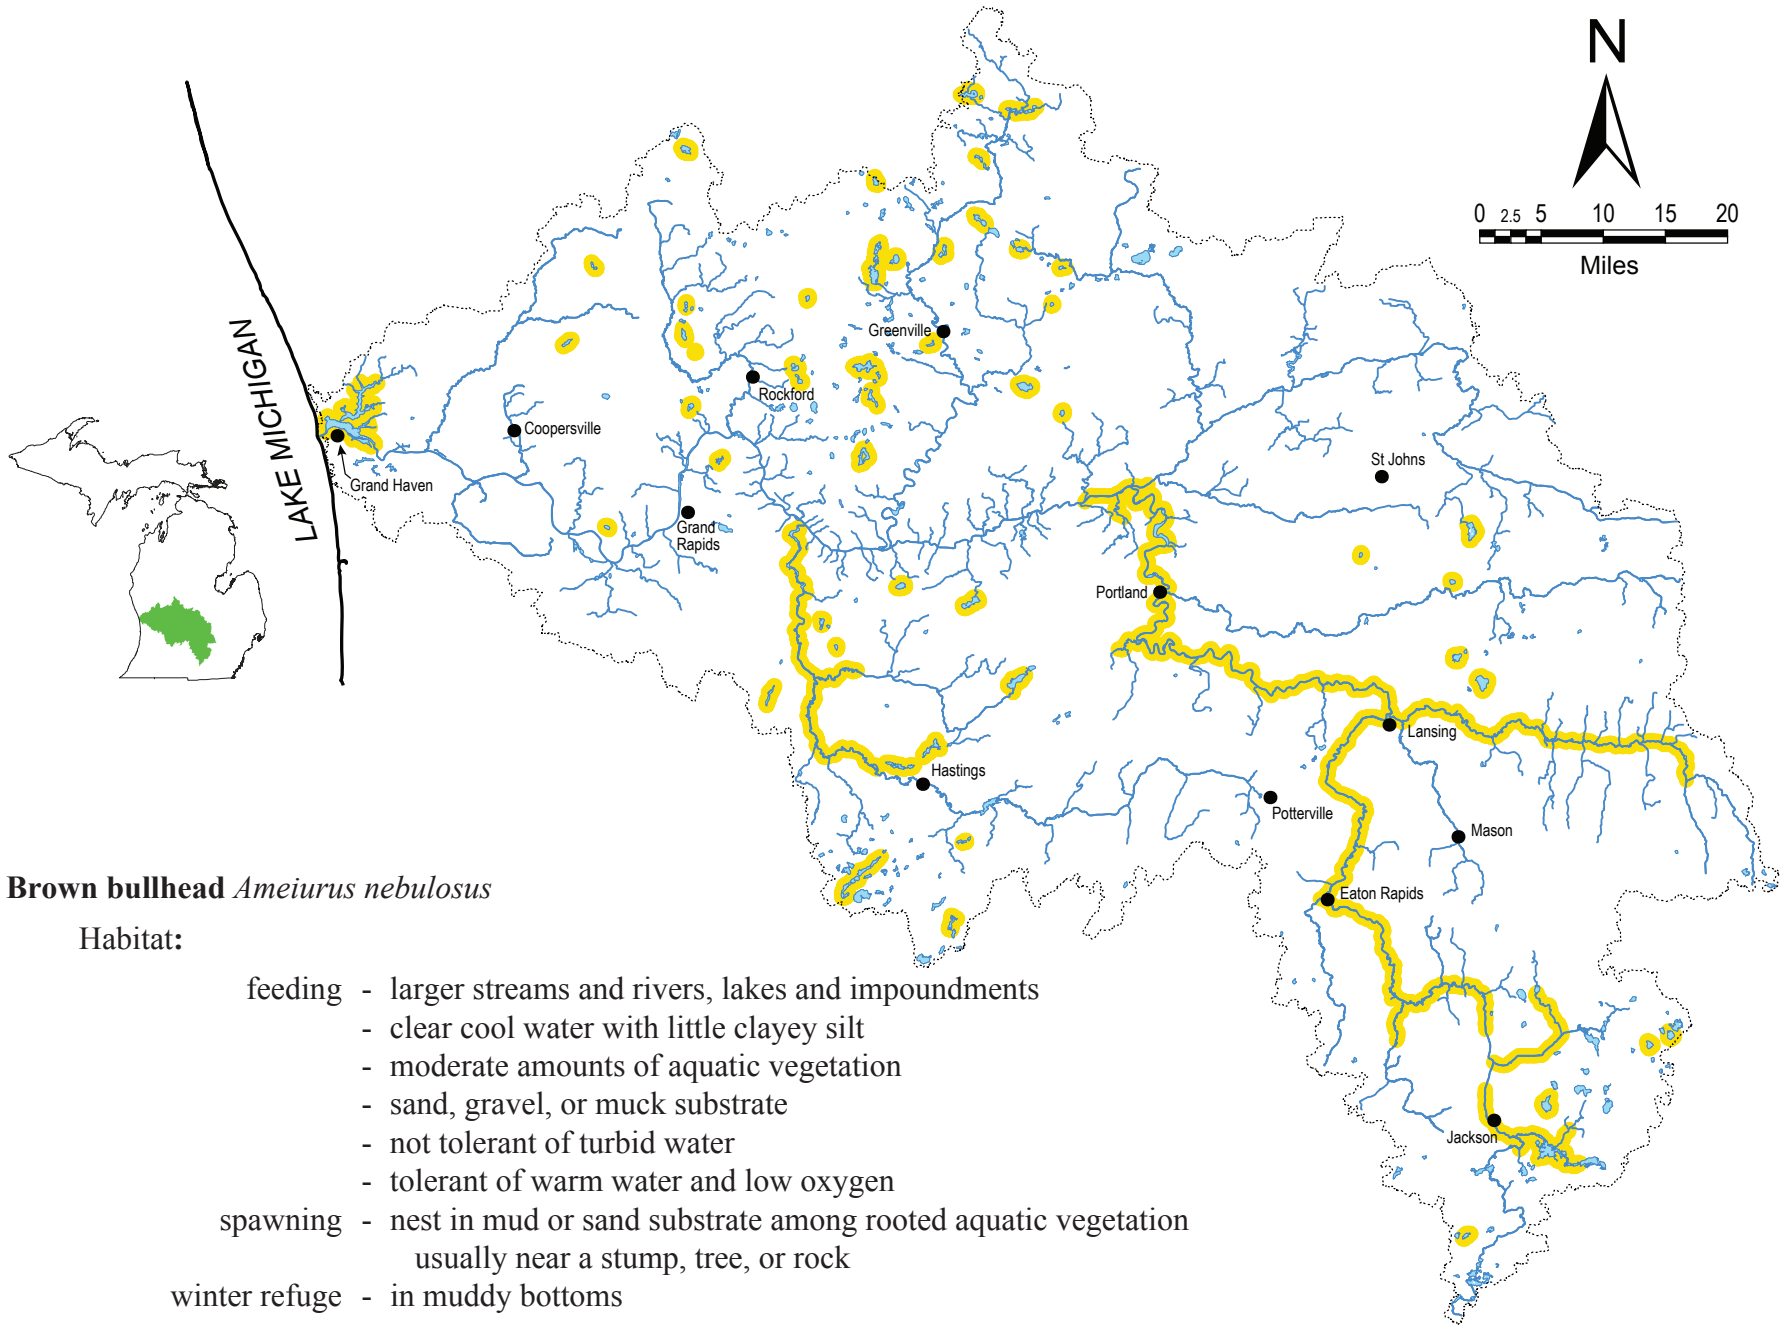 N
0 2.5 5 10 15 20
Miles
LAKE MICHIGAN
Greenville
Rockford
Coopersville
Grand Haven
St Johns
Grand
Rapids
Portland
Lansing
Hastings
Potterville
Mason
Eaton Rapids
Jackson
Brown bullhead Ameiurus nebulosus
Habitat:
feeding - larger streams and rivers, lakes and impoundments
- clear cool water with little clayey silt
- moderate amounts of aquatic vegetation
- sand, gravel, or muck substrate
- not tolerant of turbid water
- tolerant of warm water and low oxygen
spawning - nest in mud or sand substrate among rooted aquatic vegetation
usually near a stump, tree, or rock
winter refuge - in muddy bottoms